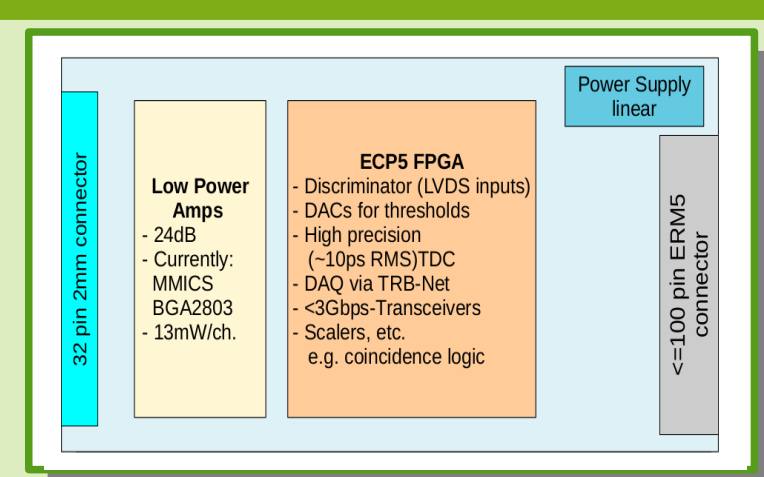 32 pin 2mm connector
Low Power
Amps
- 24dB
- Currently:
MMICS
BGA2803
- 13mW/ch.
ECP5 FPGA
- Discriminator (LVDS inputs)
- DACs for thresholds
- High precision
(~10ps RMS)TDC
- DAQ via TRB-Net
- <3Gbps-Transceivers
- Scalers, etc.
e.g. coincidence logic
Power Supply
linear
<=100 pin ERM5
connector